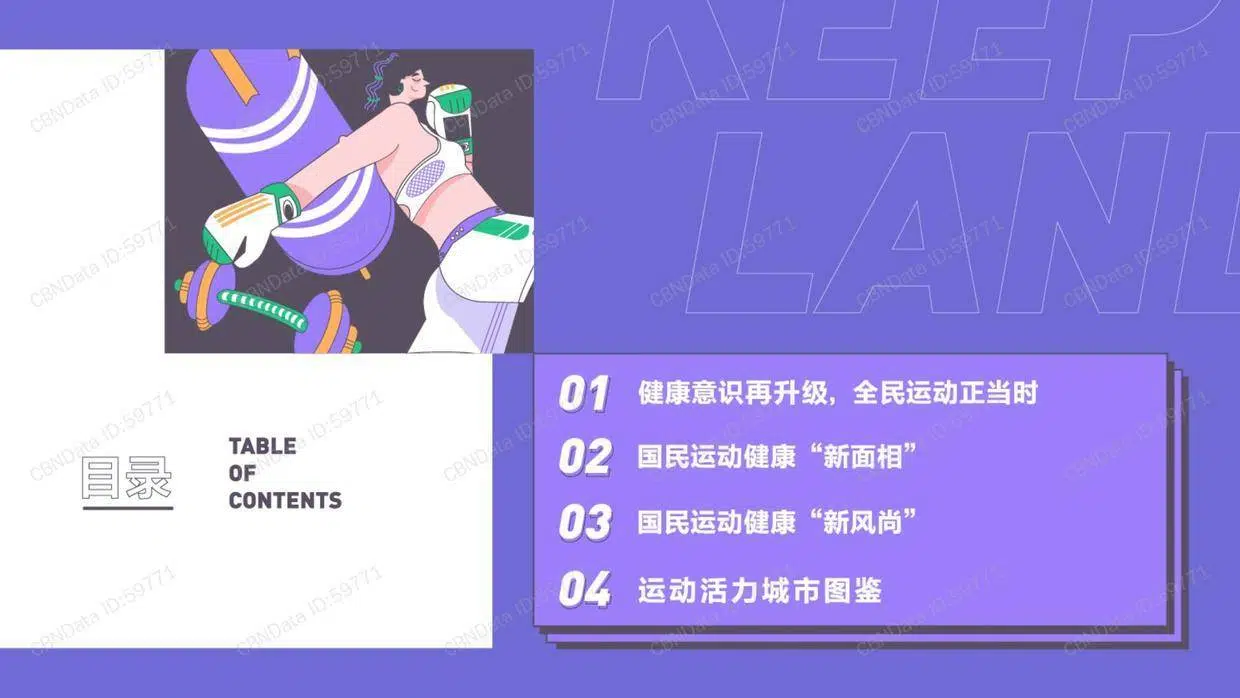 KEEP
LAND
目录
TABLE
OF
CONTENTS
01 健康意识再升级，全民运动正当时
02 国民运动健康“新面相”
03 国民运动健康“新风尚”
04 运动活力城市图鉴
CBNData ID:59771